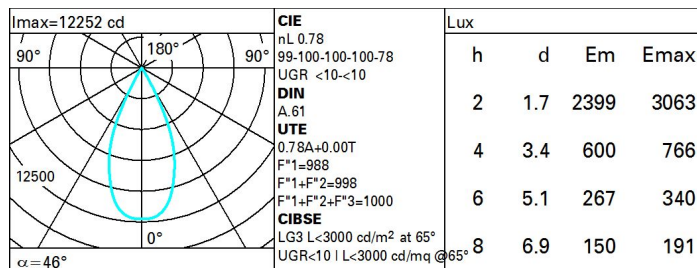 Imax=12252 cd
90°
180°
90°
12500
0°
α=46°
CIE
nL 0.78
99-100-100-100-78
UGR <10-<10
DIN
A.61
UTE
0.78A+0.00T
F"1=988
F"1+F"2=998
F"1+F"2+F"3=1000
CIBSE
LG3 L<3000 cd/m² at 65°
UGR<10 | L<3000 cd/mq @65°
Lux
h d Em Emax
2 1.7 2399 3063
4 3.4 600 766
6 5.1 267 340
8 6.9 150 191